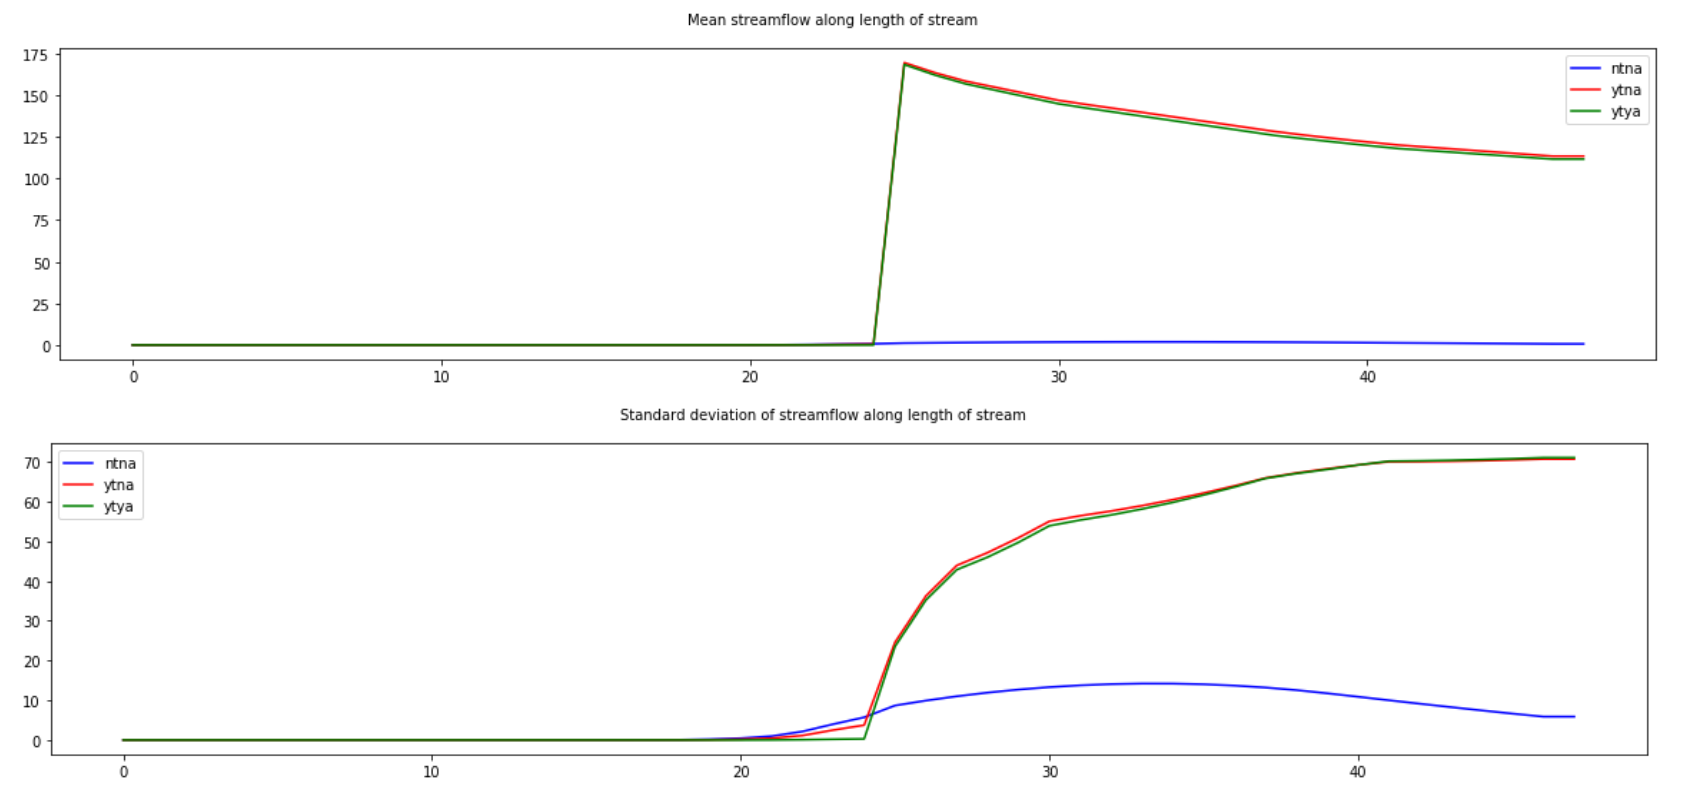 Mean streamflow along length of stream
175
150
125
100
75
50
25
0
ntna
ytna
ytya
0 10 20 30 40
Standard deviation of streamflow along length of stream
70
60
50
40
30
20
10
0
ntna
ytna
ytya
0 10 20 30 40